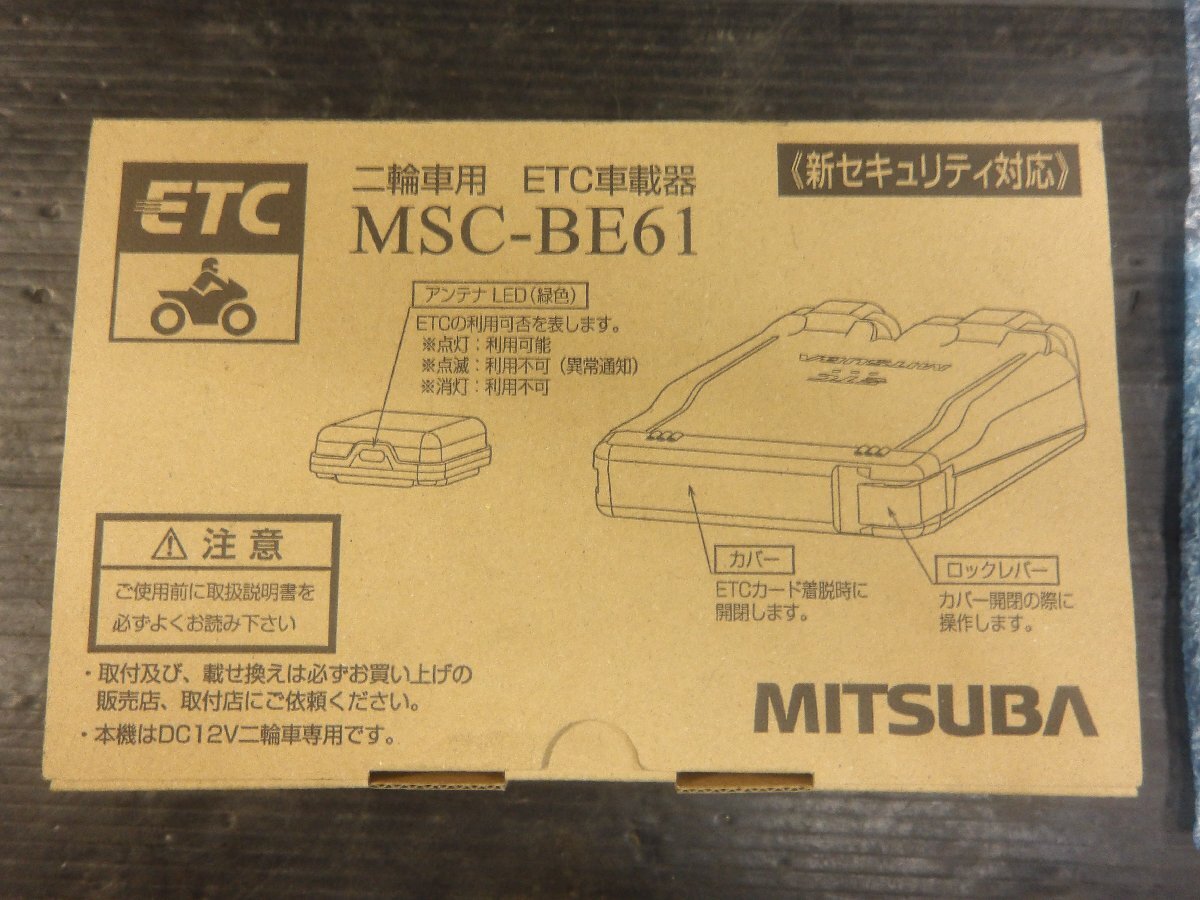 ETC
二輪車用 ETC車載器
MSC-BE61
《新セキュリティ対応》
アンテナ LED(緑色)
ETCの利用可否を表します。
※点灯:利用可能
※点滅:利用不可(異常通知)
※消灯:利用不可
MITSUBA
ETC
カバー
ETCカード着脱時に
開閉します。
ロックレバー
カバー開閉の際に
操作します。
⚠ 注意
ご使用前に取扱説明書を
必ずよくお読み下さい
・取付及び、載せ換えは必ずお買い上げの
販売店、取付店にご依頼ください。
・本機はDC12V二輪車専用です。
MITSUBA